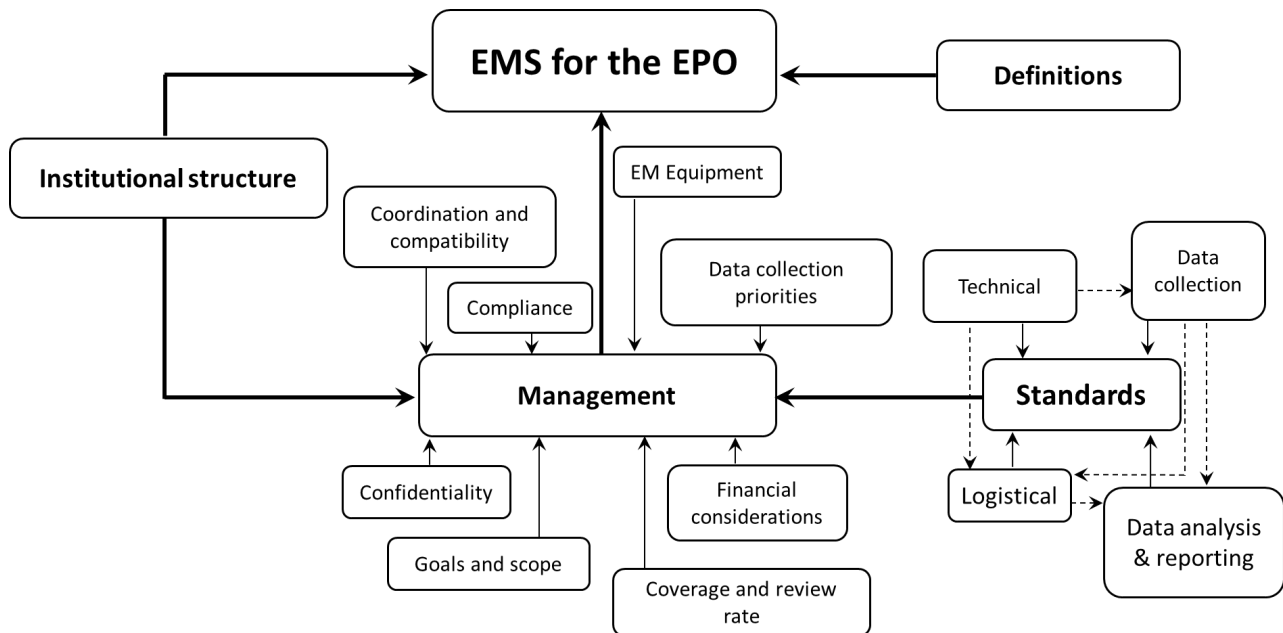 EMS for the EPO
Definitions
Institutional structure
EM Equipment
Coordination and
compatibility
Data collection
priorities
Technical
Data
collection
Compliance
Management
Standards
Confidentiality
Financial
considerations
Logistical
Goals and scope
Data analysis
& reporting
Coverage and review
rate